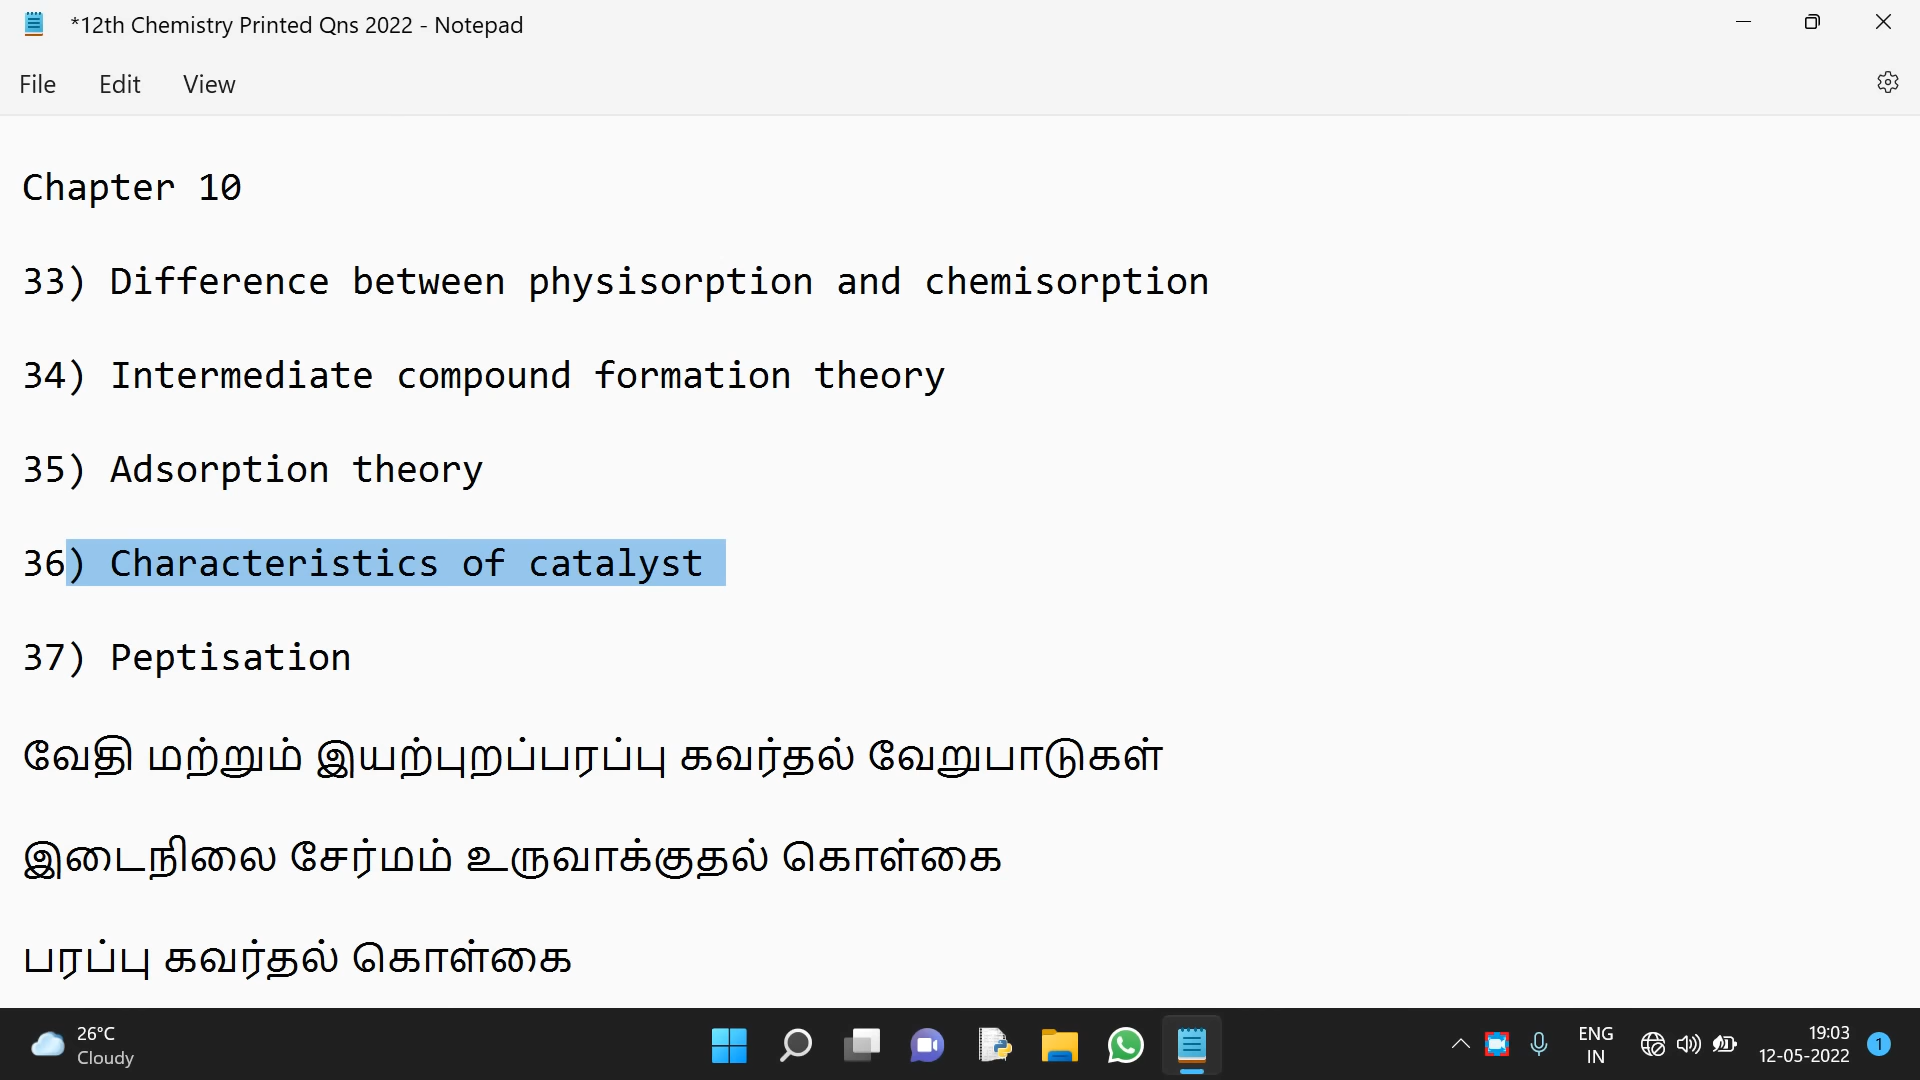 *12th Chemistry Printed Qns 2022 - Notepad
File Edit View
Chapter 10
33) Difference between physisorption and chemisorption
34) Intermediate compound formation theory
35) Adsorption theory
36) Characteristics of catalyst
37) Peptisation
வேதி மற்றும் இயற்புறப்பரப்பு கவர்தல் வேறுபாடுகள்
இடைநிலை சேர்மம் உருவாக்குதல் கொள்கை
பரப்பு கவர்தல் கொள்கை
26°C
Cloudy
ENG
IN
19:03
12-05-2022
1